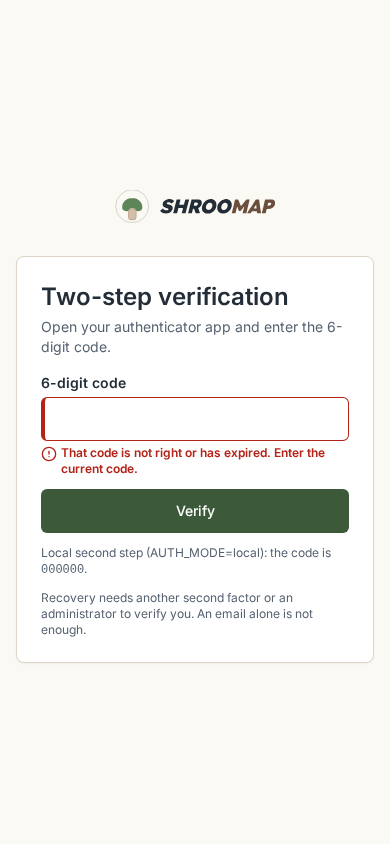 SHROOMAP
Two-step verification
Open your authenticator app and enter the 6-
digit code.
6-digit code
That code is not right or has expired. Enter the
current code.
Verify
Local second step (AUTH_MODE=local): the code is
000000.
Recovery needs another second factor or an
administrator to verify you. An email alone is not
enough.